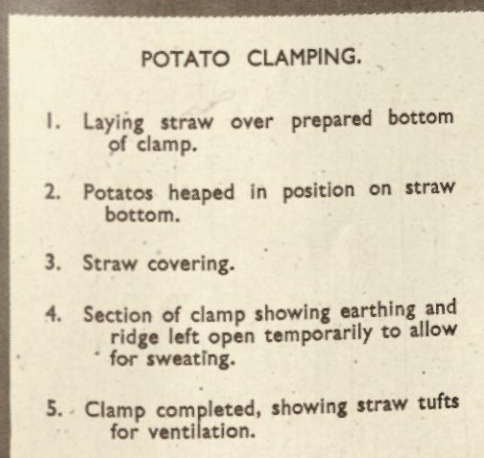 POTATO CLAMPING.
1. Laying straw over prepared bottom
of clamp.
2. Potatos heaped in position on straw
bottom.
3. Straw covering.
4. Section of clamp showing earthing and
ridge left open temporarily to allow
for sweating.
5. Clamp completed, showing straw tufts
for ventilation.